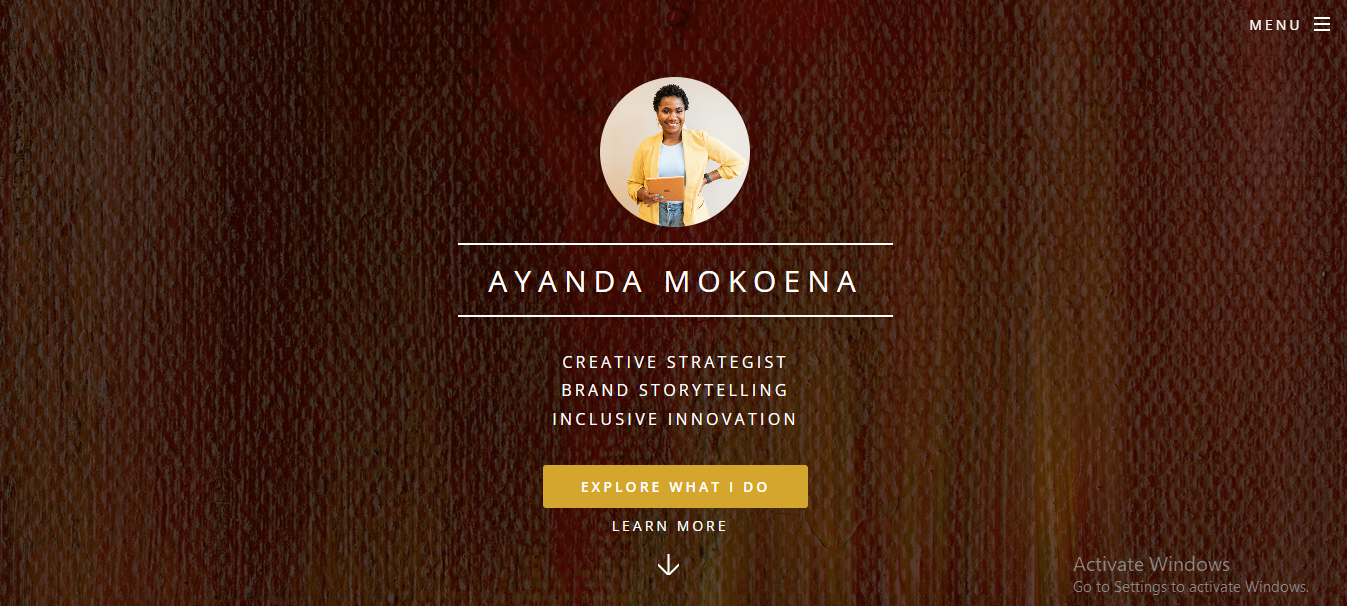 MENU
AYANDA MOKOENA
CREATIVE STRATEGIST
BRAND STORYTELLING
INCLUSIVE INNOVATION
EXPLORE WHAT I DO
LEARN MORE
Activate Windows
Go to Settings to activate Windows.